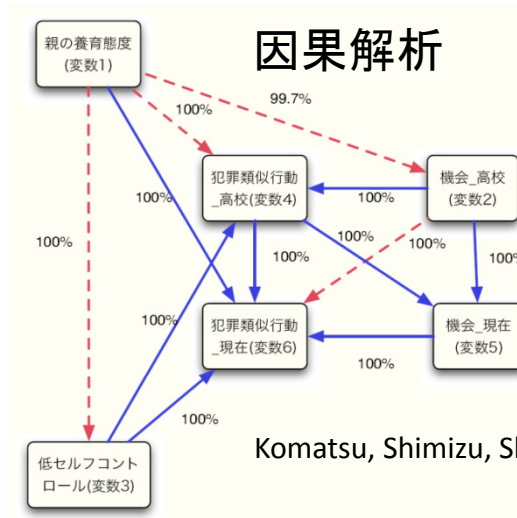 因果解析
親の養育態度
(変数1)
99.7%
100%
犯罪類似行動
_高校(変数4)
機会_高校
(変数2)
100%
100%
100%
100%
100%
100%
100%
犯罪類似行動
_現在(変数6)
機会_現在
(変数5)
100%
100%
100%
低セルフコント
ロール(変数3)
Komatsu, Shimizu, Sh